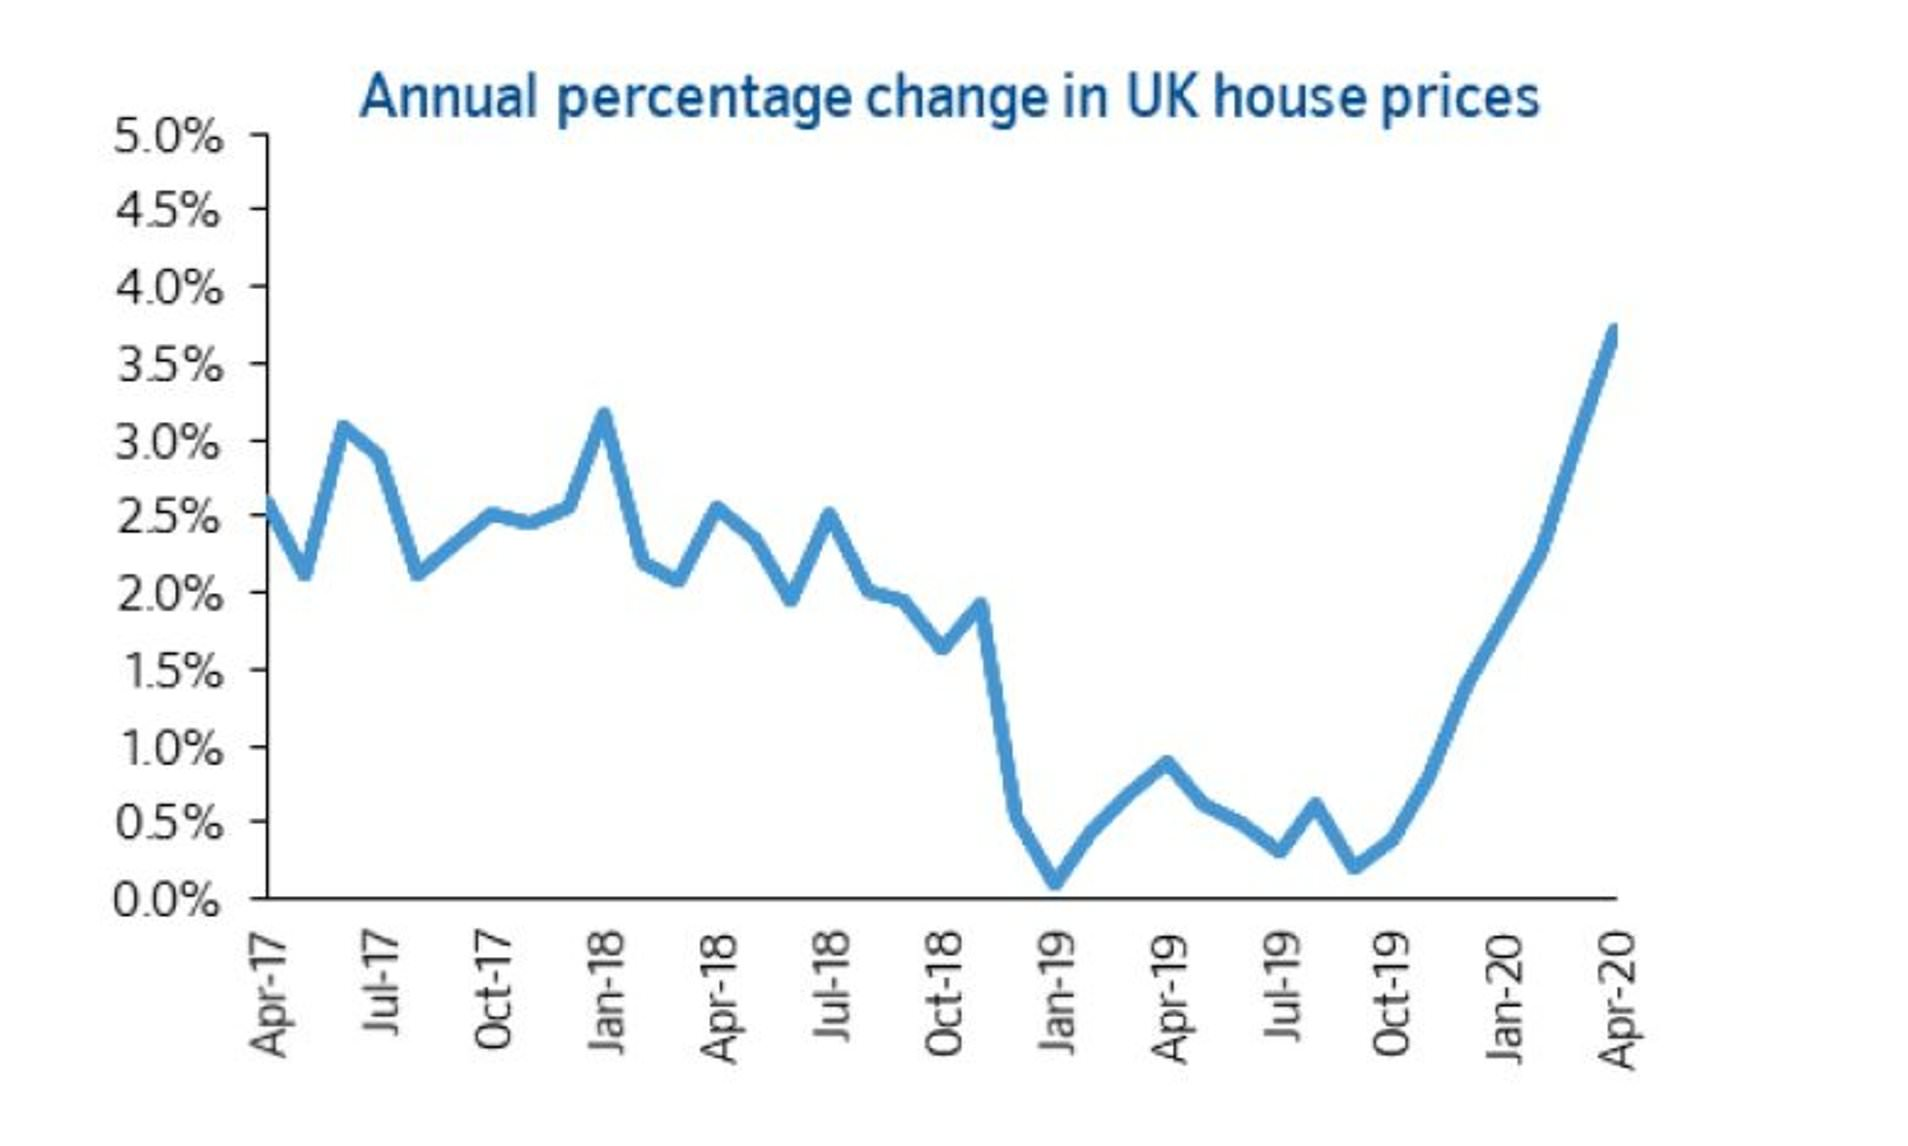 Annual percentage change in UK house prices
5.0%
4.5%
4.0%
3.5%
3.0%
2.5%
2.0%
1.5%
1.0%
0.5%
0.0%
Apr-17
Jul-17
Oct-17
Jan-18
Apr-18
Jul-18
Oct-18
Jan-19
Apr-19
Jul-19
Oct-19
Jan-20
Apr-20